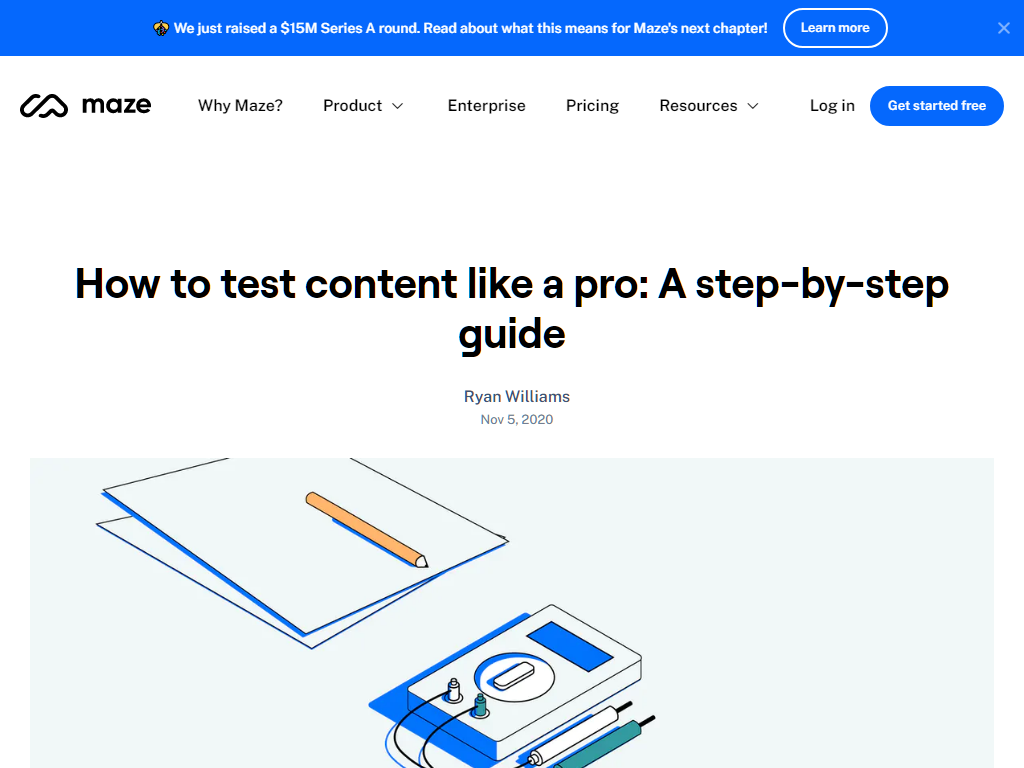 We just raised a $15M Series A round. Read about what this means for Maze's next chapter!
Learn more
maze
Why Maze?
Product
Enterprise
Pricing
Resources
Log in
Get started free
How to test content like a pro: A step-by-step
guide
Ryan Williams
Nov 5, 2020